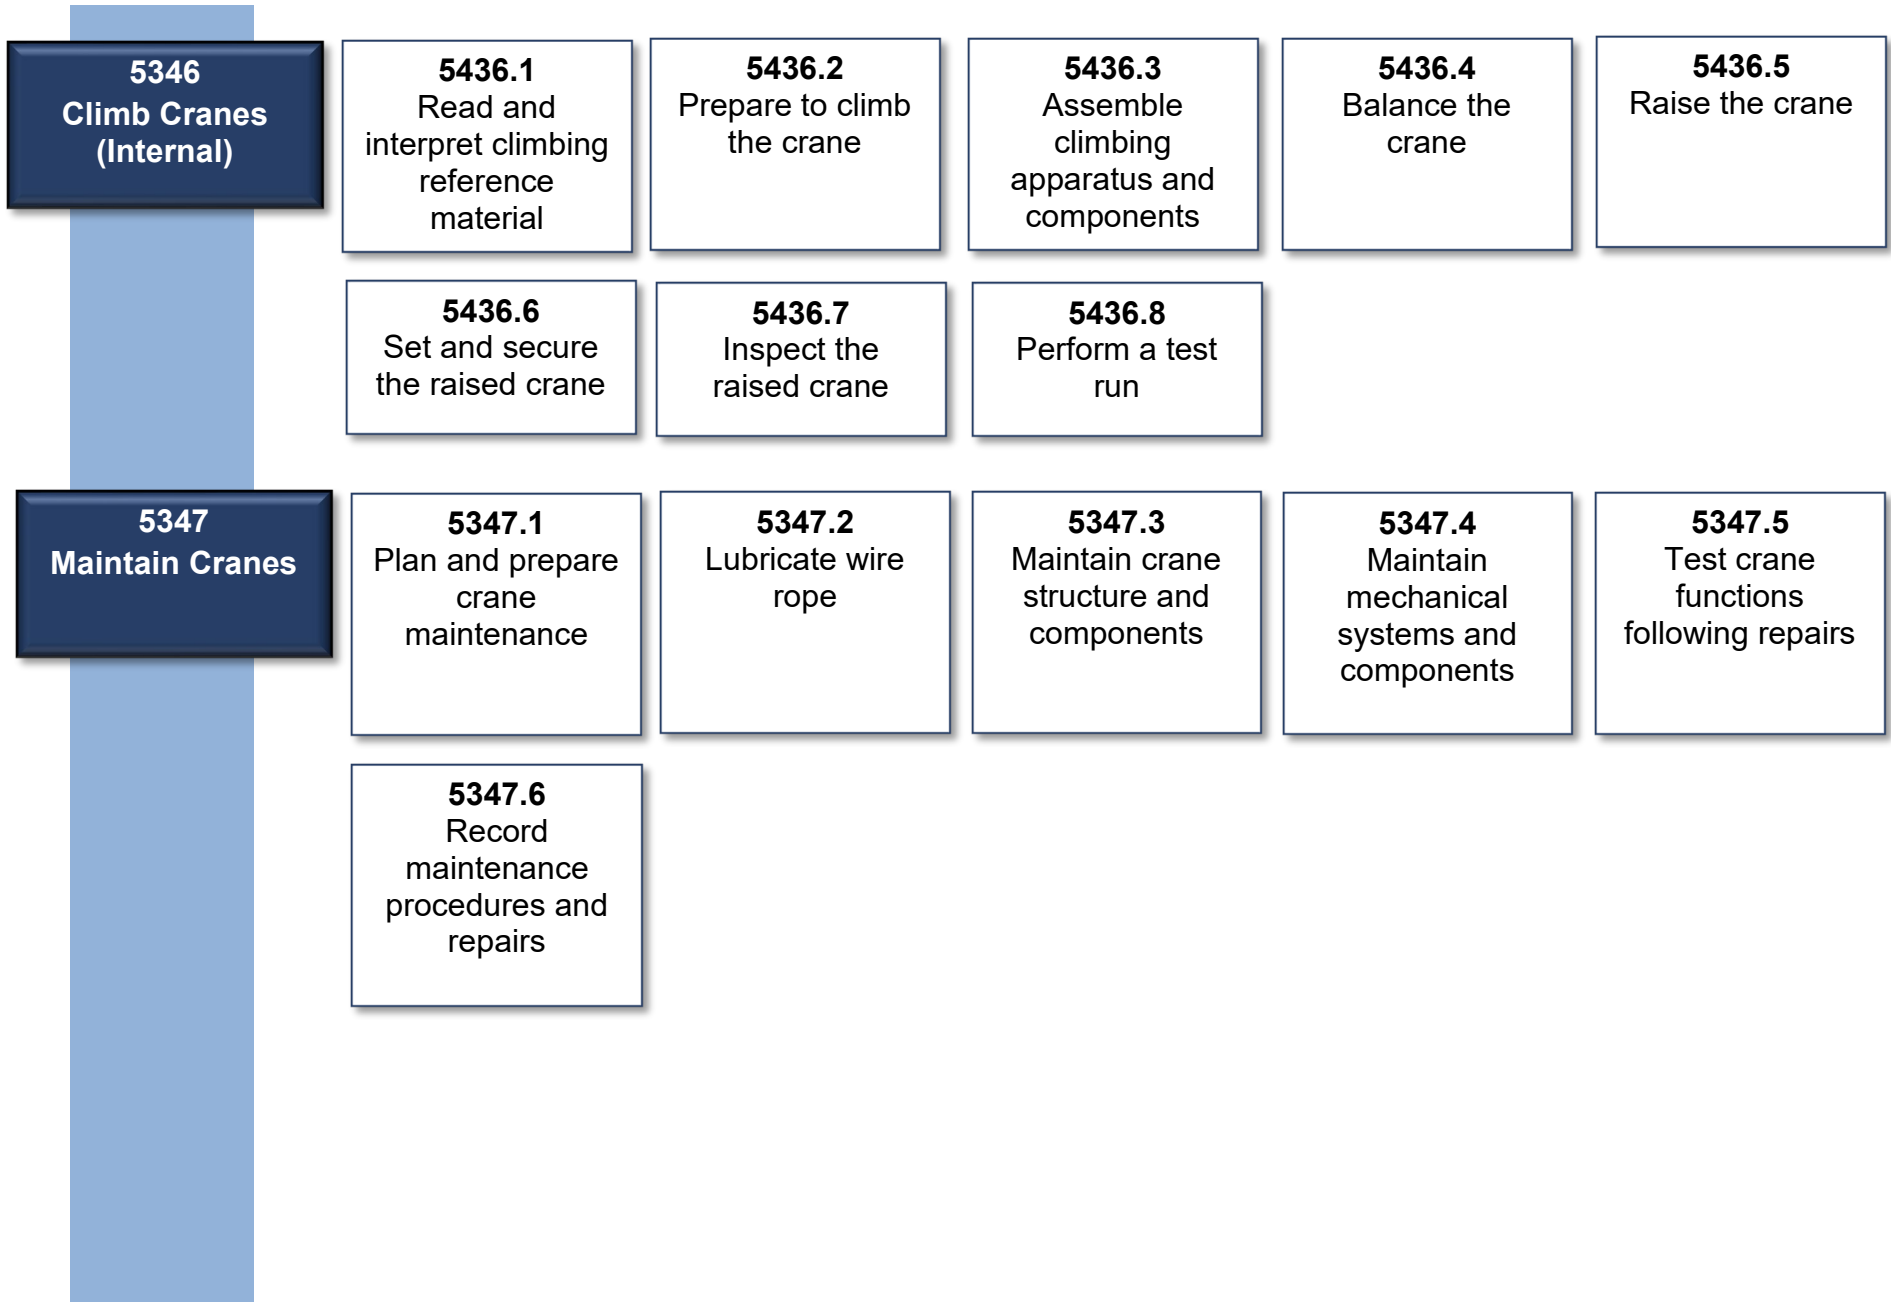 5346
Climb Cranes
(Internal)
5436.1
Read and
interpret climbing
reference
material
5436.2
Prepare to climb
the crane
5436.3
Assemble
climbing
apparatus and
components
5436.4
Balance the
crane
5436.5
Raise the crane
5436.6
Set and secure
the raised crane
5436.7
Inspect the
raised crane
5436.8
Perform a test
run
5347
Maintain Cranes
5347.1
Plan and prepare
crane
maintenance
5347.2
Lubricate wire
rope
5347.3
Maintain crane
structure and
components
5347.4
Maintain
mechanical
systems and
components
5347.5
Test crane
functions
following repairs
5347.6
Record
maintenance
procedures and
repairs